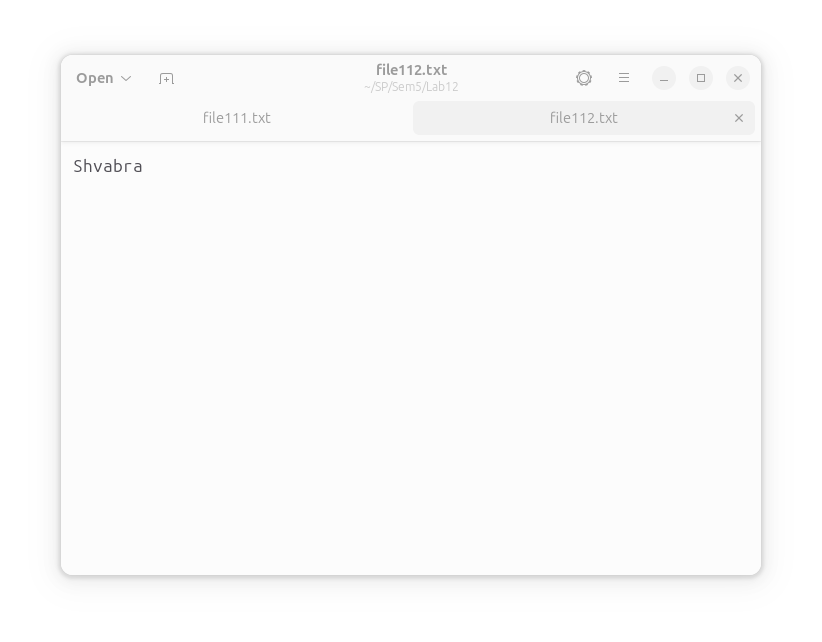 Open
file112.txt
~/SP/Sem5/Lab12
file111.txt
file112.txt
Shvabra